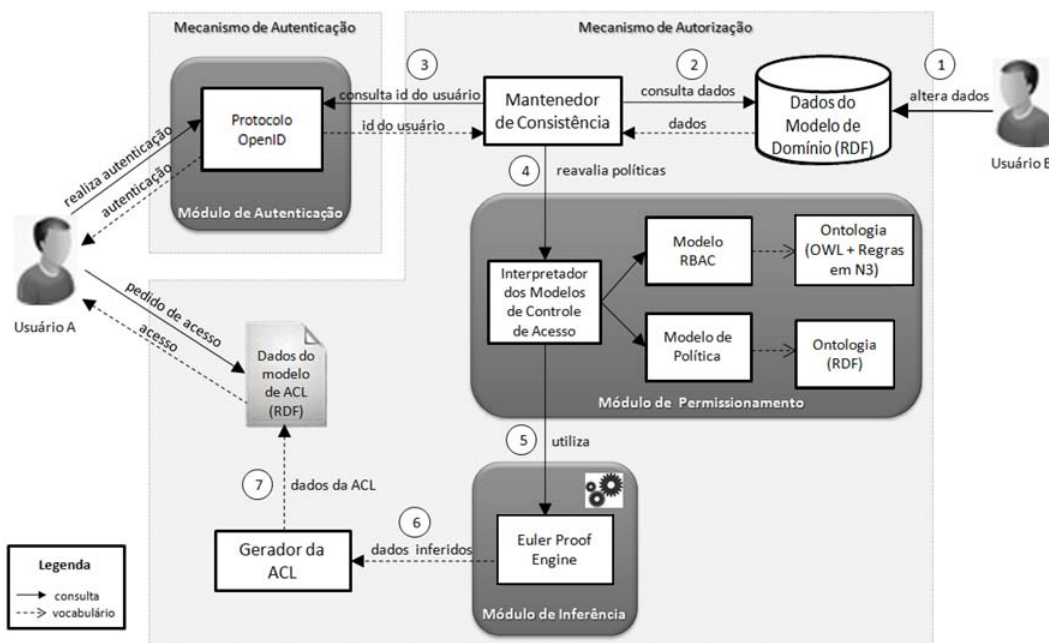 Mecanismo de Autenticação
Mecanismo de Autorização
3
2
1
consulta id do usuário
consulta dados
altera dados
Protocolo
OpenID
Mantenedor
de Consistência
Dados do
Modelo de
Domínio (RDF)
id do usuário
dados
Usuário B
realiza autenticação
autenticação
4
reavalia políticas
Módulo de Autenticação
Modelo
RBAC
Ontologia
(OWL + Regras
em N3)
Interpretador
dos Modelos
de Controle
de Acesso
Usuário A
pedido de acesso
acesso
Modelo de
Política
Ontologia
(RDF)
Dados do
modelo
de ACL
(RDF)
Módulo de Permissionamento
5
utiliza
7
dados da ACL
6
dados inferidos
Gerador da
ACL
Euler Proof
Engine
Módulo de Inferência
Legenda
consulta
vocabulário